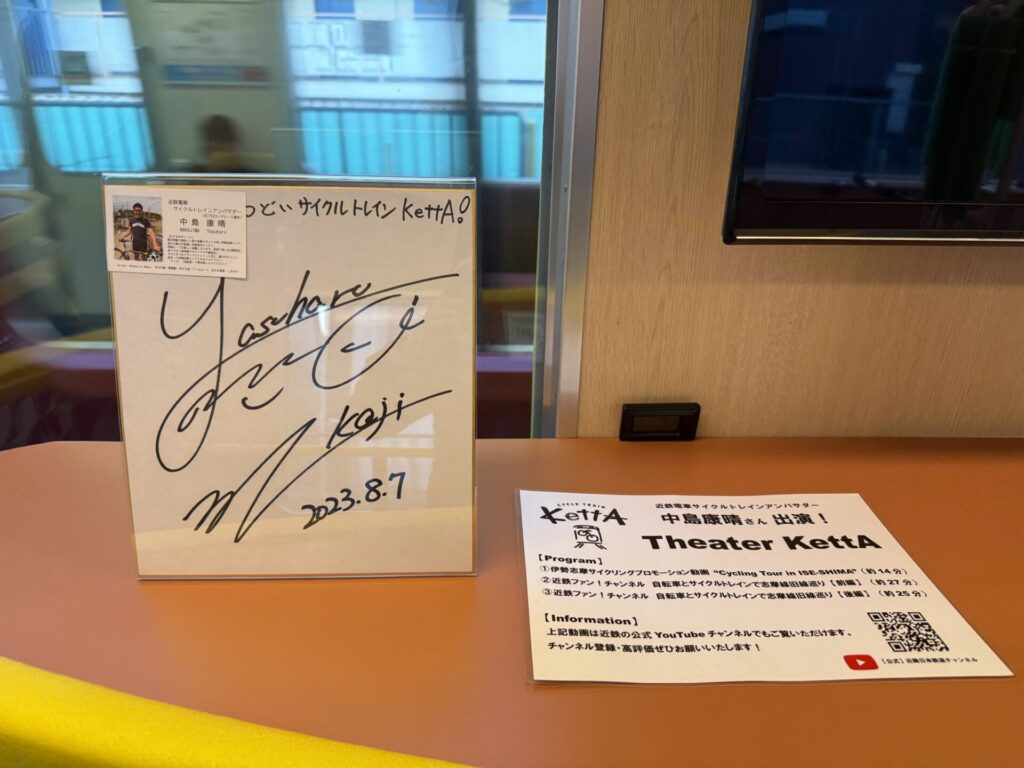 近鉄電車
サイクルトレインアンバサダー
中島 康晴
NAKAJIMA Yasuharu
つどい サイクルトレイン KettA!
Yasuharu
Kaji
2023.8.7
CYCLE TRAIN
KettA
近鉄電車サイクルトレインアンバサダー
中島康晴さん 出演！
Theater KettA
【Program】
①伊勢志摩サイクリングプロモーション動画 "Cycling Tour in ISE-SHIMA"（約14分）
②近鉄ファン！チャンネル 自転車とサイクルトレインで志摩線旧線巡り【前編】（約27分）
③近鉄ファン！チャンネル 自転車とサイクルトレインで志摩線旧線巡り【後編】（約25分）
【Information】
上記動画は近鉄の公式 YouTube チャンネルでもご覧いただけます。
チャンネル登録・高評価ぜひお願いいたします！
【公式】近畿日本鉄道チャンネル